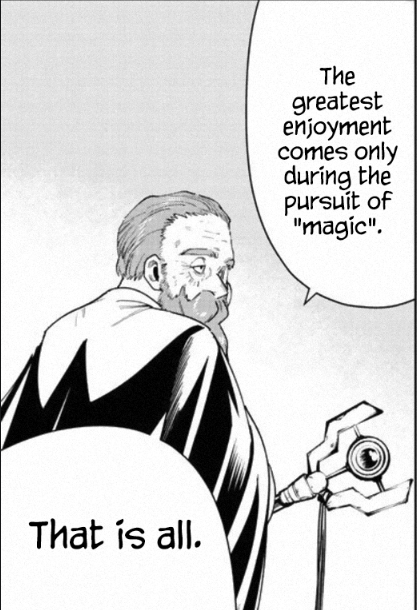 The
greatest
enjoyment
comes only
during the
pursuit of
"magic".
That is all.